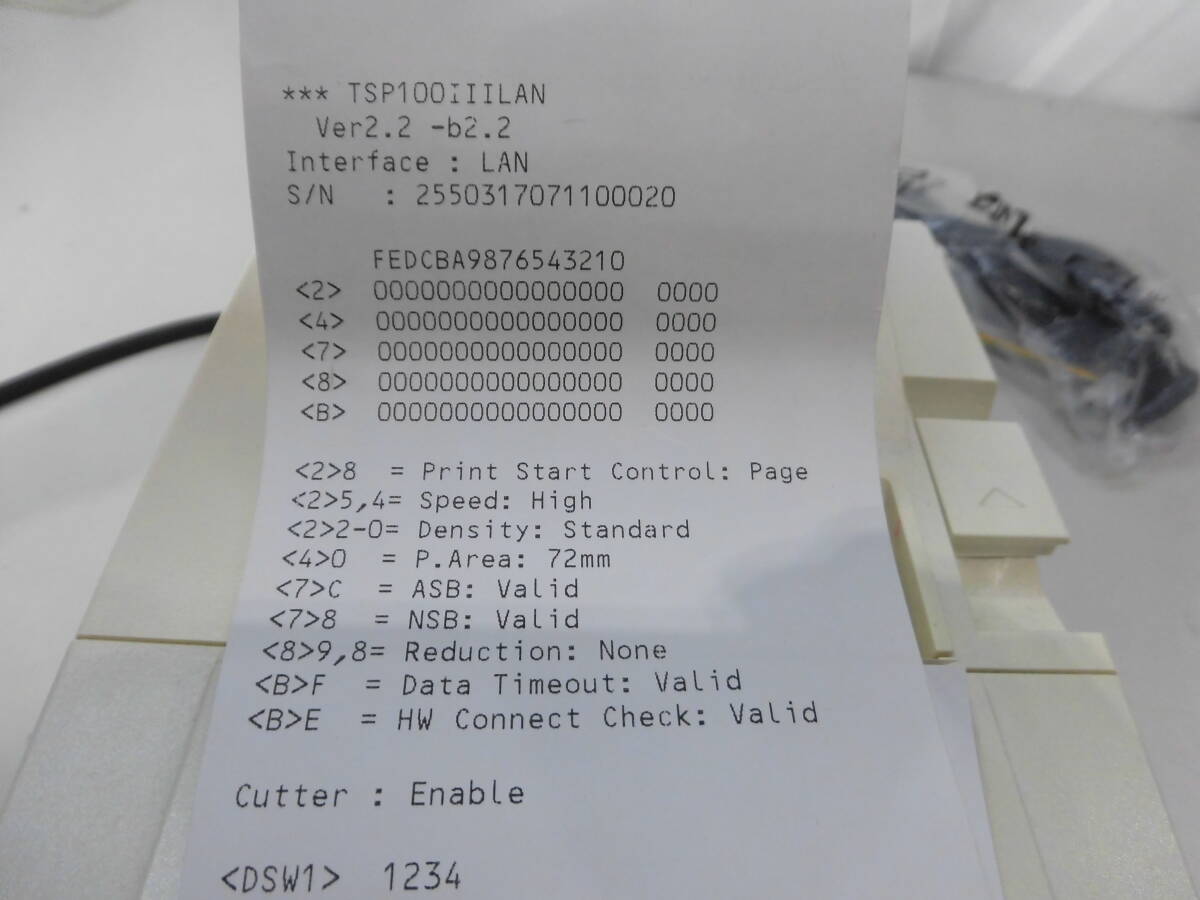 *** TSP100IIILAN
Ver2.2 -b2.2
Interface : LAN
S/N : 2550317071100020
FEDCBA9876543210
<2> 0000000000000000 0000
<4> 0000000000000000 0000
<7> 0000000000000000 0000
<8> 0000000000000000 0000
<B> 0000000000000000 0000
<2>8 = Print Start Control: Page
<2>5,4= Speed: High
<2>2-0= Density: Standard
<4>0 = P.Area: 72mm
<7>C = ASB: Valid
<7>8 = NSB: Valid
<8>9,8= Reduction: None
<B>F = Data Timeout: Valid
<B>E = HW Connect Check: Valid
Cutter : Enable
<DSW1> 1234